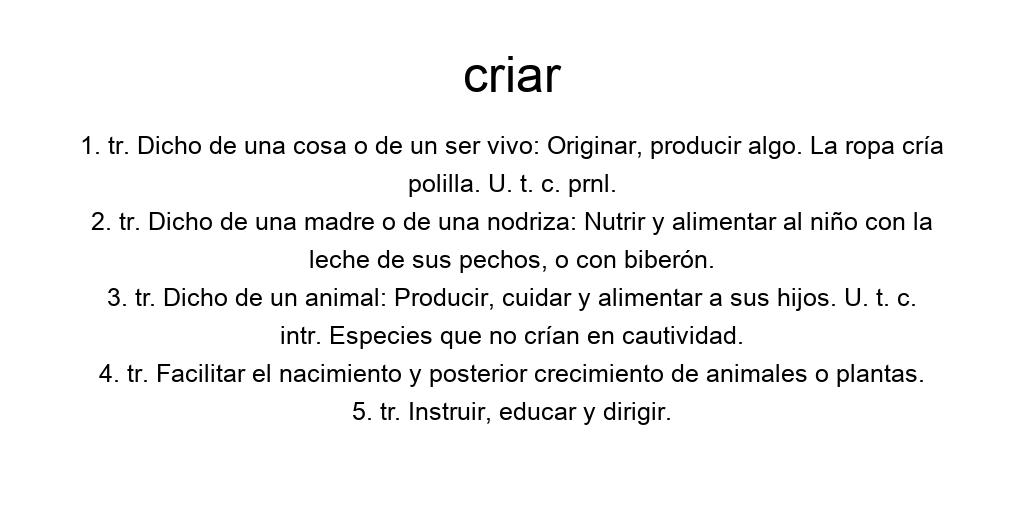 criar
1. tr. Dicho de una cosa o de un ser vivo: Originar, producir algo. La ropa cría
polilla. U. t. c. prnl.
2. tr. Dicho de una madre o de una nodriza: Nutrir y alimentar al niño con la
leche de sus pechos, o con biberón.
3. tr. Dicho de un animal: Producir, cuidar y alimentar a sus hijos. U. t. c.
intr. Especies que no crían en cautividad.
4. tr. Facilitar el nacimiento y posterior crecimiento de animales o plantas.
5. tr. Instruir, educar y dirigir.